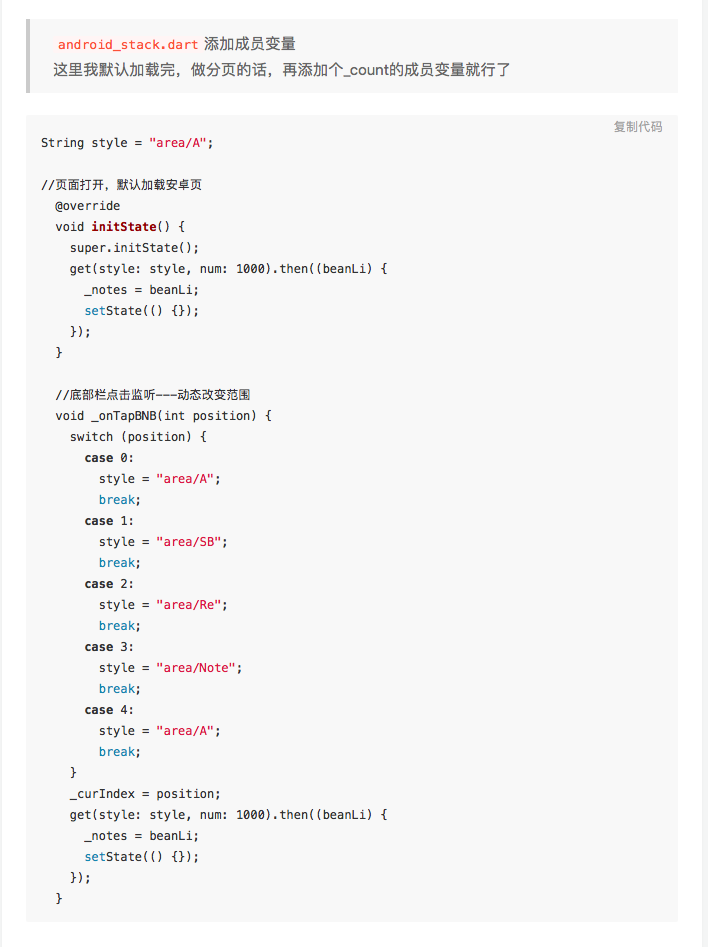 android_stack.dart 添加成员变量
这里我默认加载完，做分页的话，再添加个_count的成员变量就行了
复制代码
String style = "area/A";
//页面打开，默认加载安卓页
  @override
  void initState() {
    super.initState();
    get(style: style, num: 1000).then((beanLi) {
      _notes = beanLi;
      setState(() {});
    });
  }
  //底部栏点击监听---动态改变范围
  void _onTapBNB(int position) {
    switch (position) {
      case 0:
        style = "area/A";
        break;
      case 1:
        style = "area/SB";
        break;
      case 2:
        style = "area/Re";
        break;
      case 3:
        style = "area/Note";
        break;
      case 4:
        style = "area/A";
        break;
    }
    _curIndex = position;
    get(style: style, num: 1000).then((beanLi) {
      _notes = beanLi;
      setState(() {});
    });
  }